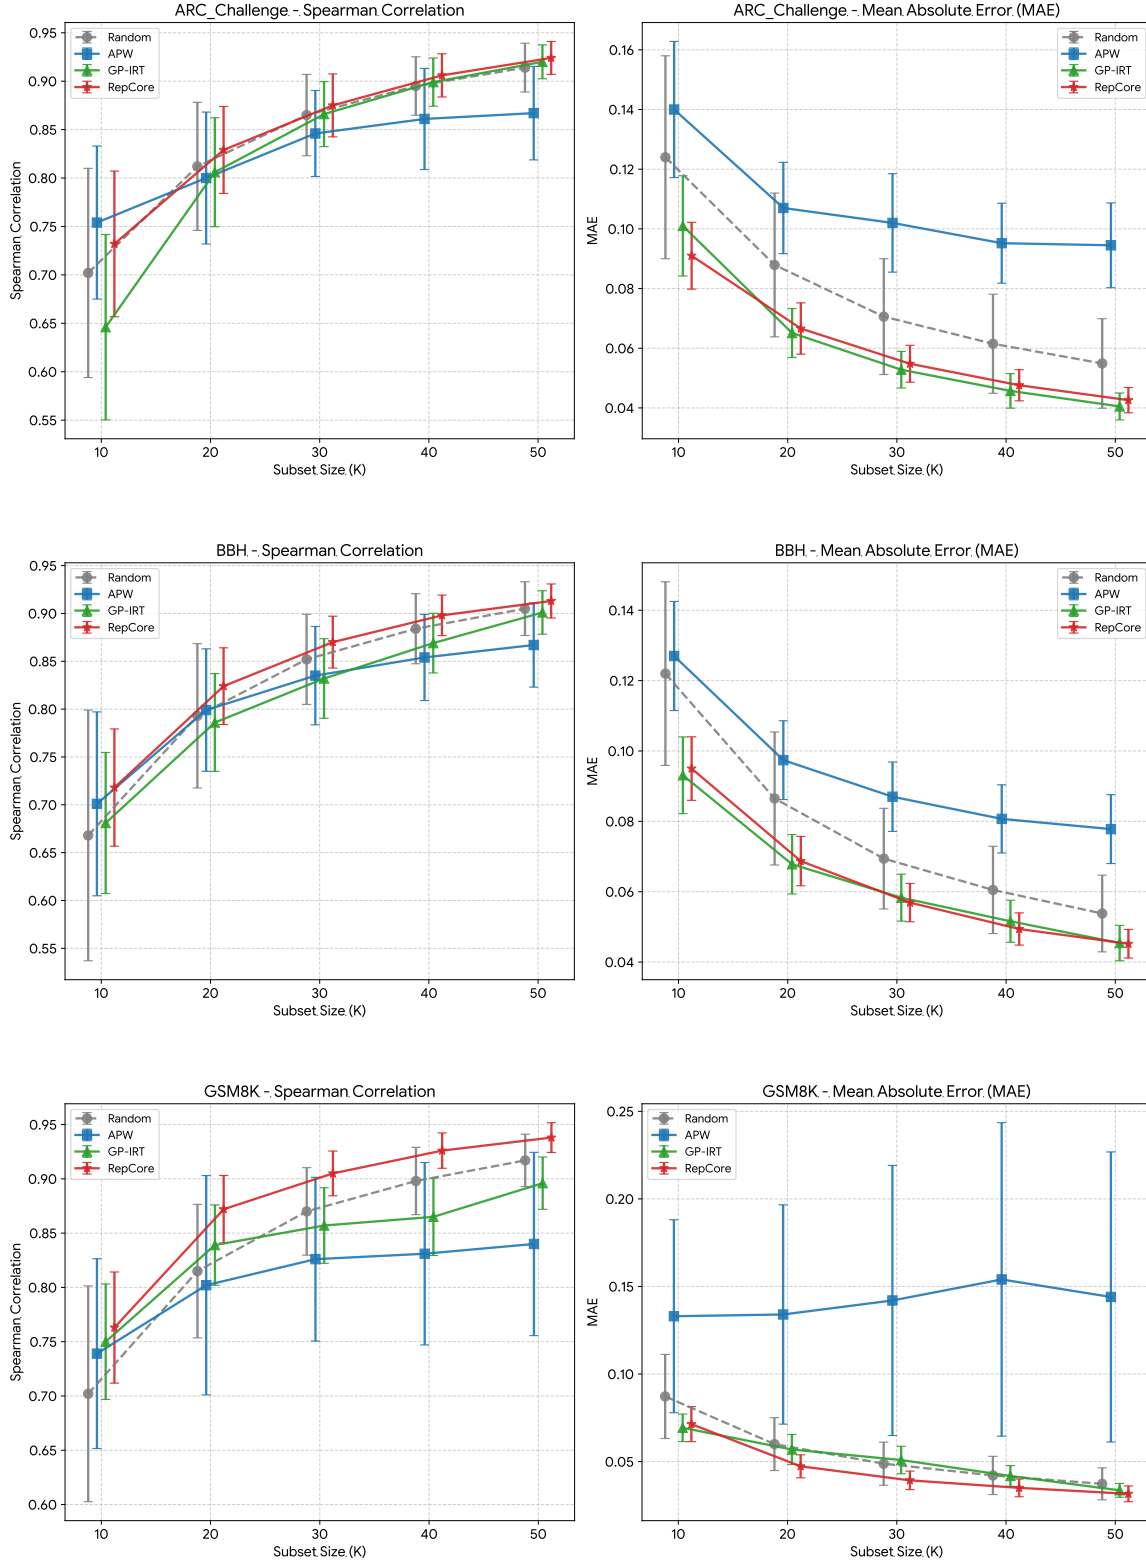 ARC_Challenge - Spearman Correlation
0.95
0.90
0.85
0.80
0.75
0.70
0.65
0.60
0.55
Spearman Correlation
Random
APW
GP-IRT
RepCore
10 20 30 40 50
Subset Size (K)
ARC_Challenge - Mean Absolute Error (MAE)
0.16
0.14
0.12
0.10
0.08
0.06
0.04
MAE
Random
APW
GP-IRT
RepCore
10 20 30 40 50
Subset Size (K)
BBH - Spearman Correlation
0.95
0.90
0.85
0.80
0.75
0.70
0.65
0.60
0.55
Spearman Correlation
Random
APW
GP-IRT
RepCore
10 20 30 40 50
Subset Size (K)
BBH - Mean Absolute Error (MAE)
0.14
0.12
0.10
0.08
0.06
0.04
MAE
Random
APW
GP-IRT
RepCore
10 20 30 40 50
Subset Size (K)
GSM8K - Spearman Correlation
0.95
0.90
0.85
0.80
0.75
0.70
0.65
0.60
Spearman Correlation
Random
APW
GP-IRT
RepCore
10 20 30 40 50
Subset Size (K)
GSM8K - Mean Absolute Error (MAE)
0.25
0.20
0.15
0.10
0.05
MAE
Random
APW
GP-IRT
RepCore
10 20 30 40 50
Subset Size (K)